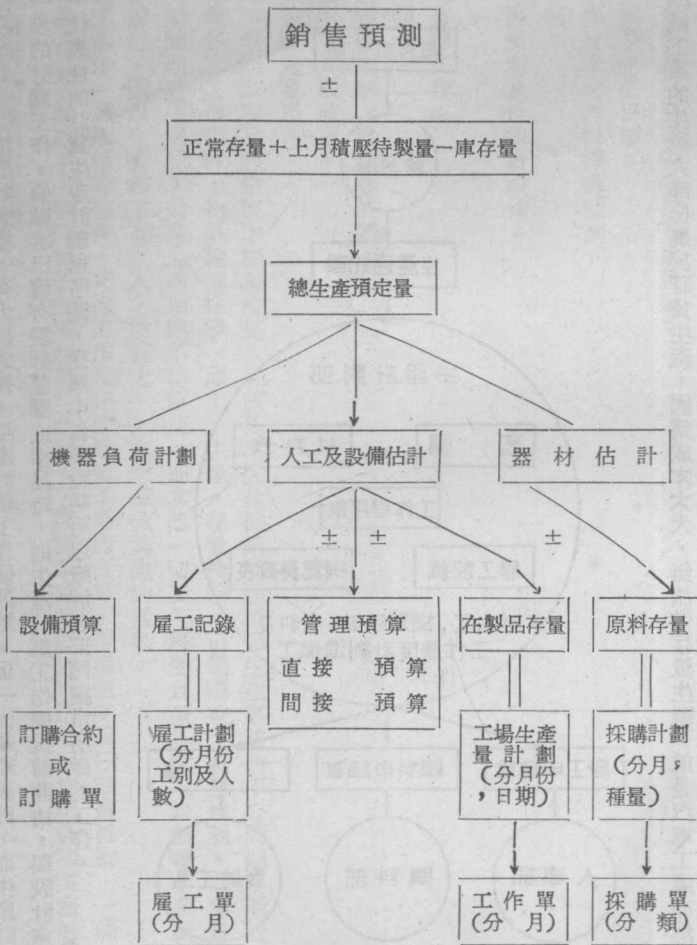 銷售預測
±
正常存量＋上月積壓待製量－庫存量
總生產預定量
機器負荷計劃
人工及設備估計
器材估計
± ± ±
設備預算
雇工記錄
管理預算
直接 預算
間接 預算
在製品存量
原料存量
訂購合約
或
訂購單
雇工計劃
（分月份
工別及人
數）
工場生產
量計劃
（分月份
，日期）
採購計劃
（分月，
種量）
雇工單
（分 月）
工作單
（分 月）
採購單
（分 類）